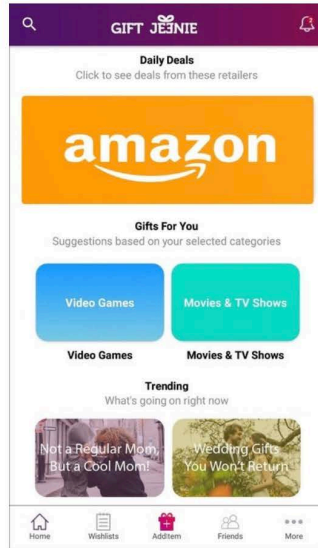 GIFT JEENIE
Daily Deals
Click to see deals from these retailers
amazon
Gifts For You
Suggestions based on your selected categories
Video Games
Movies & TV Shows
Video Games
Movies & TV Shows
Trending
What's going on right now
Not a Regular Mom,
But a Cool Mom!
Wedding Gifts
You Won't Return
Home
Wishlists
AddItem
Friends
More